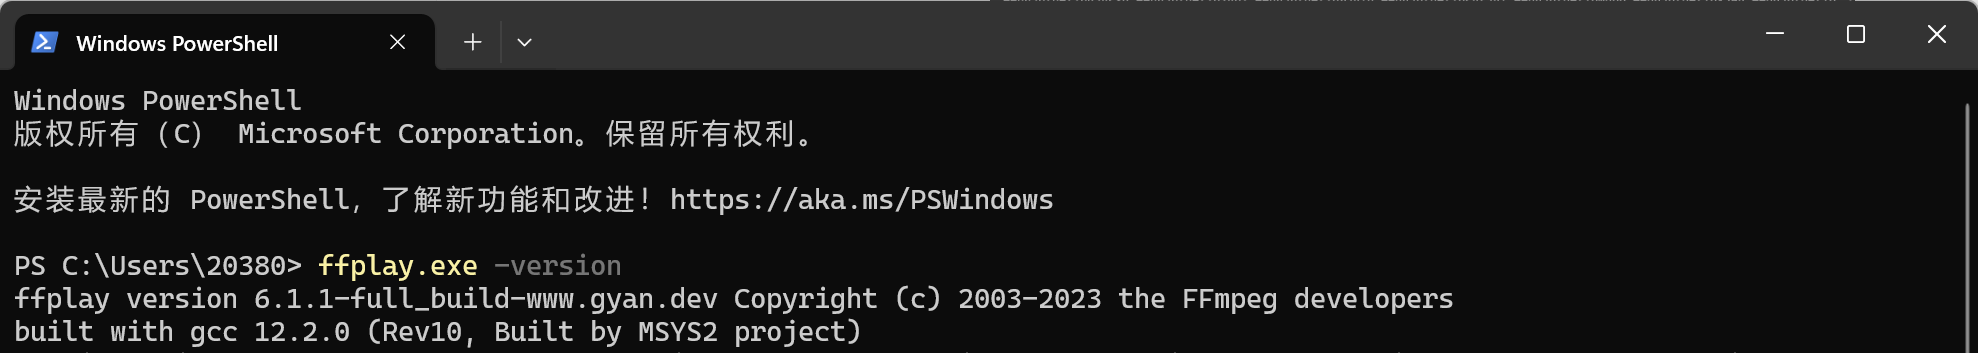 Windows PowerShell
Windows PowerShell
版权所有（C） Microsoft Corporation。保留所有权利。
安装最新的 PowerShell，了解新功能和改进！https://aka.ms/PSWindows
PS C:\Users\20380> ffplay.exe -version
ffplay version 6.1.1-full_build-www.gyan.dev Copyright (c) 2003-2023 the FFmpeg developers
built with gcc 12.2.0 (Rev10, Built by MSYS2 project)